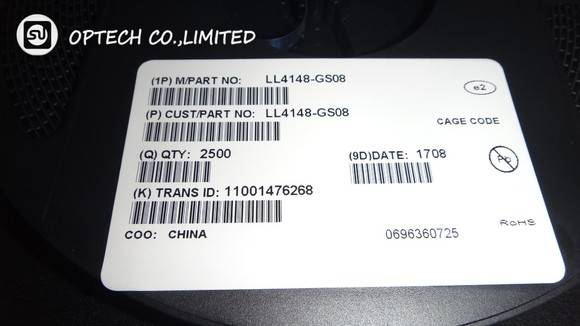 OPTECH CO.,LIMITED
(1P) M/PART NO: LL4148-GS08
e2
(P) CUST/PART NO: LL4148-GS08
CAGE CODE
(Q) QTY: 2500 (9D)DATE: 1708
Pb
(K) TRANS ID: 11001476268
RoHS
COO: CHINA 0696360725